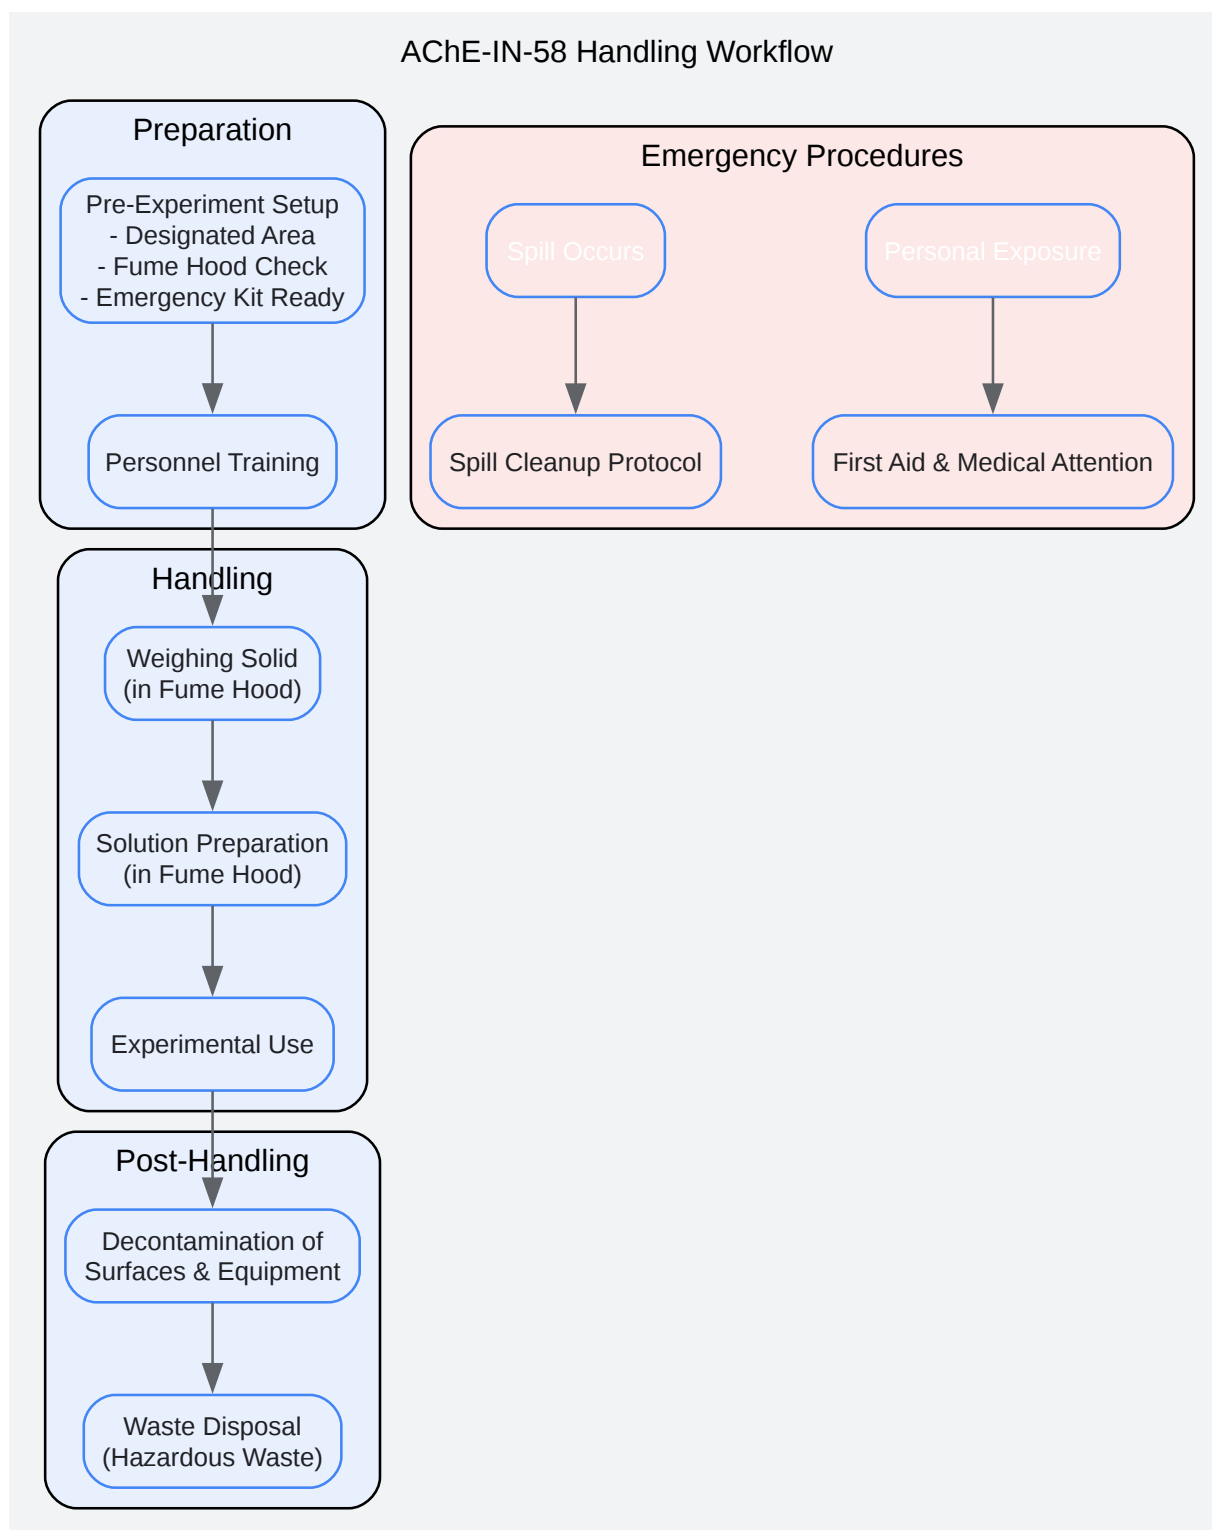 AChE-IN-58 Handling Workflow
Preparation
Pre-Experiment Setup
- Designated Area
- Fume Hood Check
- Emergency Kit Ready
Personnel Training
Emergency Procedures
Spill Occurs
Personal Exposure
Spill Cleanup Protocol
First Aid & Medical Attention
Handling
Weighing Solid
(in Fume Hood)
Solution Preparation
(in Fume Hood)
Experimental Use
Post-Handling
Decontamination of
Surfaces & Equipment
Waste Disposal
(Hazardous Waste)